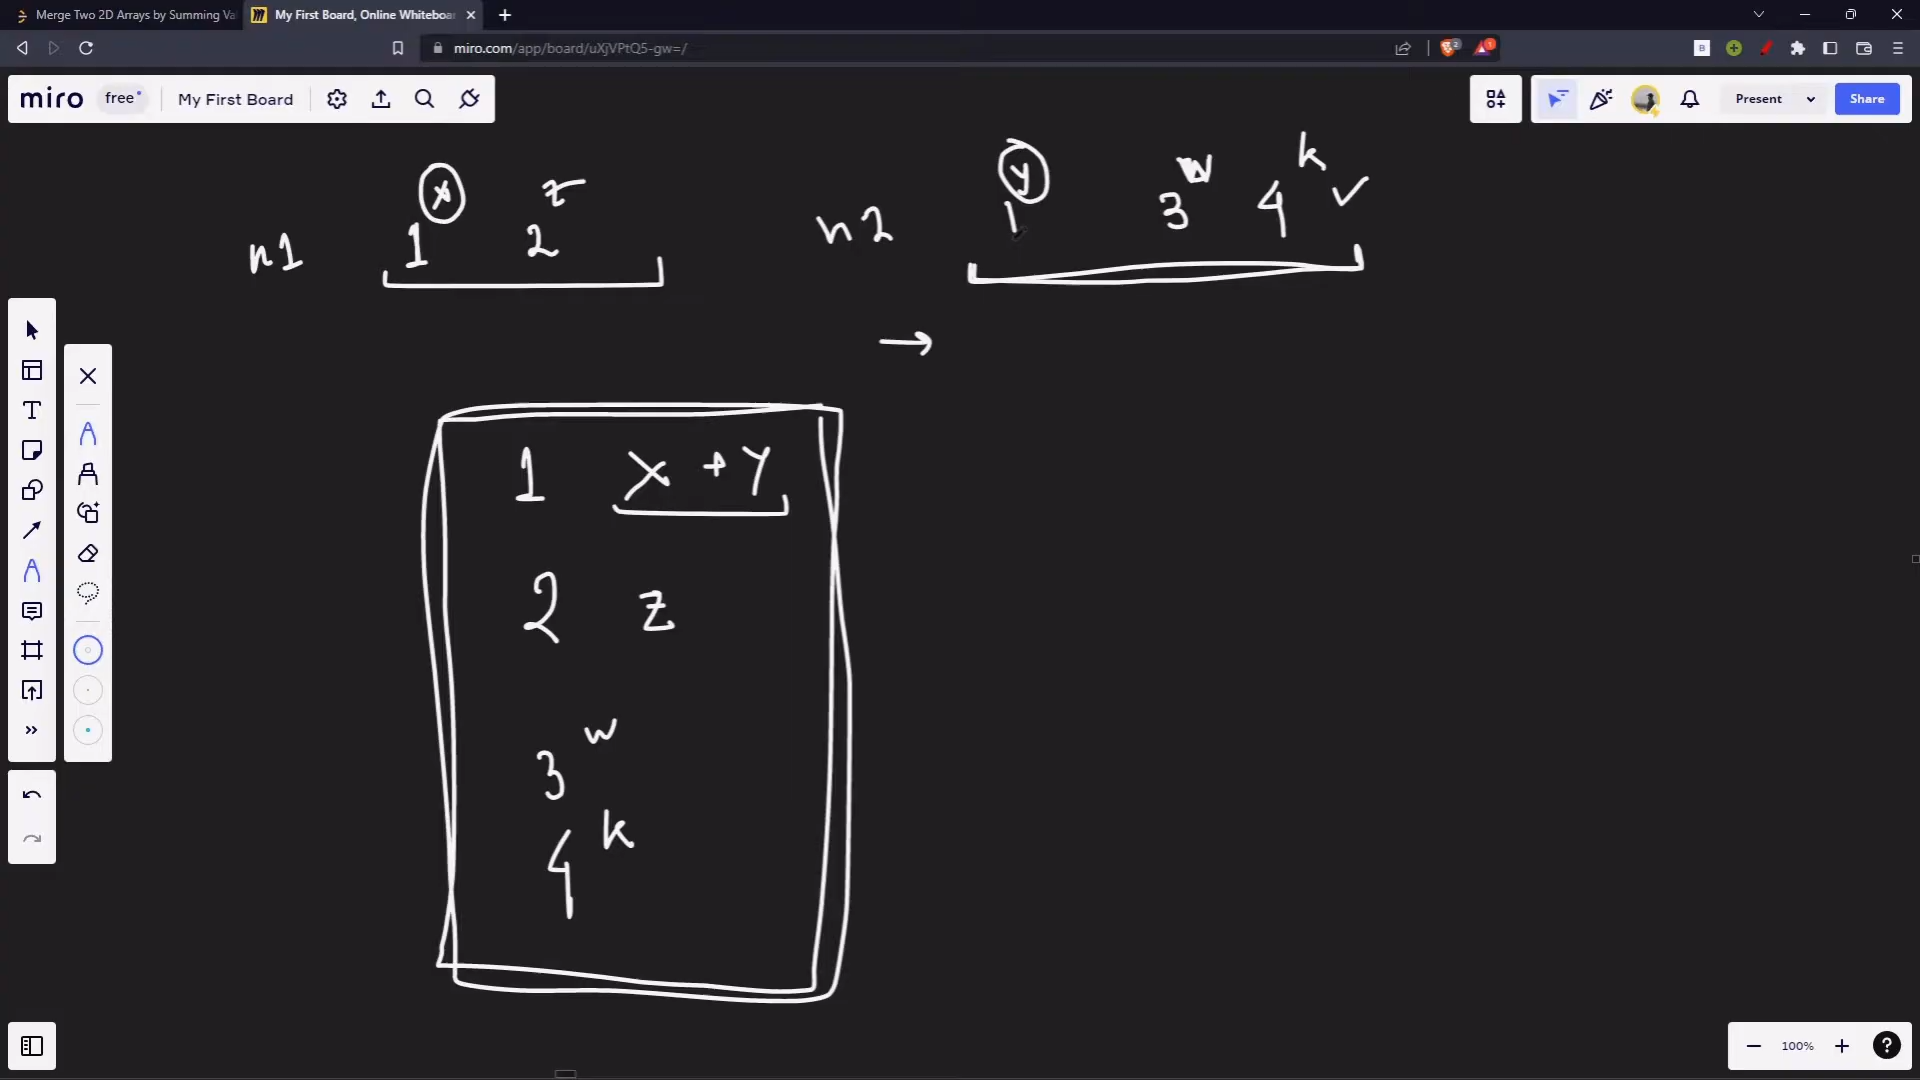 Merge Two 2D Arrays by Summing Va
My First Board, Online Whiteboa
miro.com/app/board/uXjVPtQ5-gw=/
miro free My First Board
Present Share
n1 1 x 2 z
n2 1 y 3 w 4 k
1 x + y
2 z
3 w
4 k
100%